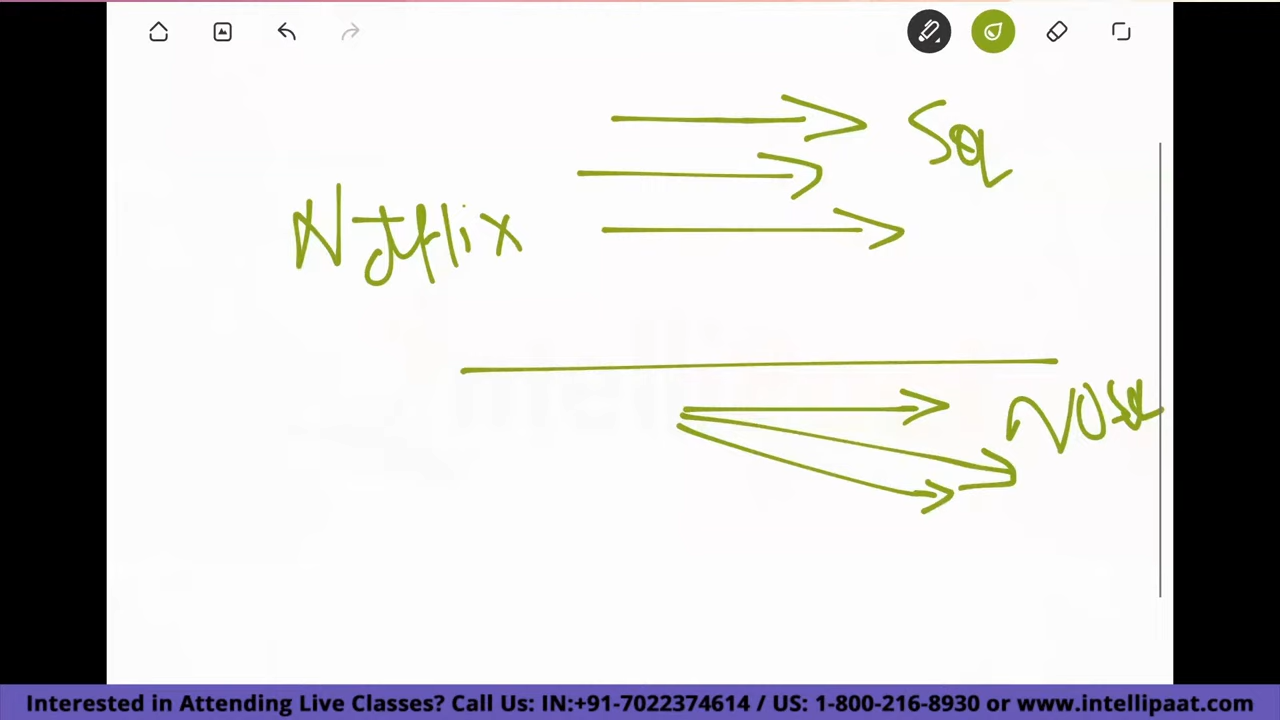 Sql
Netflix
intellipaat
NOSQL
Interested in Attending Live Classes? Call Us: IN:+91-7022374614 / US: 1-800-216-8930 or www.intellipaat.com